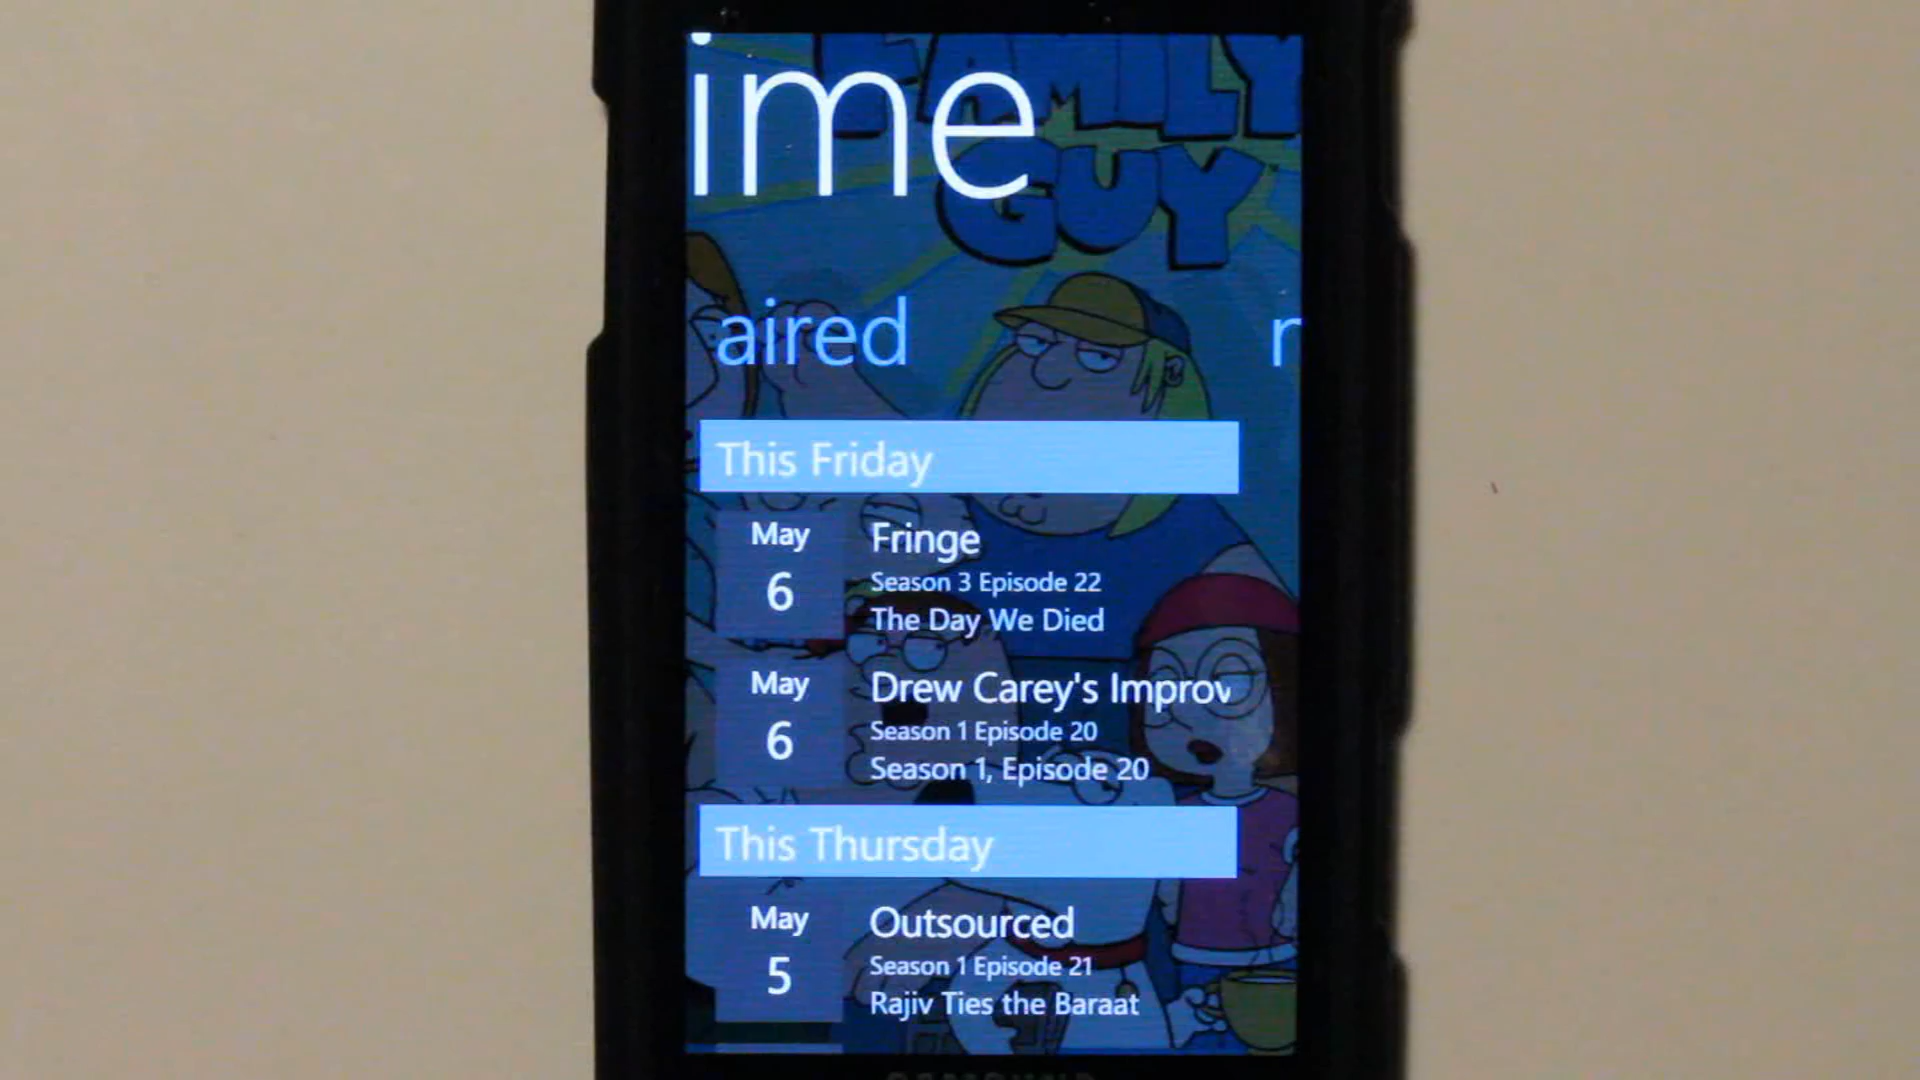 ime
FAMILY
GUY
aired
This Friday
May
6
Fringe
Season 3 Episode 22
The Day We Died
May
6
Drew Carey's Improv
Season 1 Episode 20
Season 1, Episode 20
This Thursday
May
5
Outsourced
Season 1 Episode 21
Rajiv Ties the Baraat